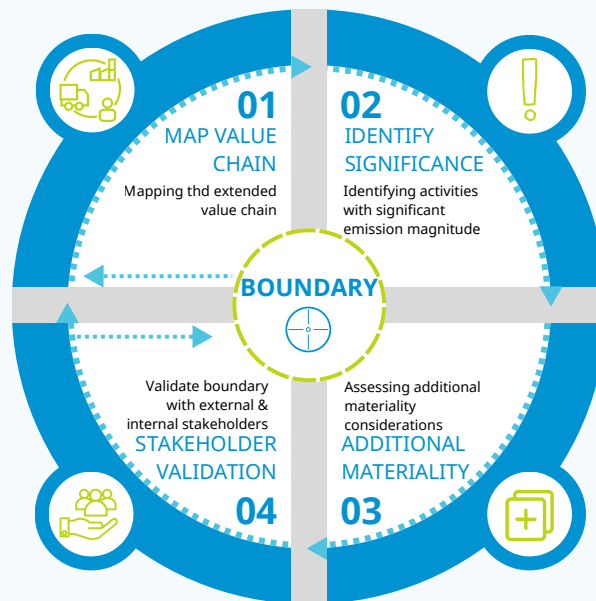 01
MAP VALUE
CHAIN
Mapping thd extended
value chain
02
IDENTIFY
SIGNIFICANCE
Identifying activities
with significant
emission magnitude
BOUNDARY
Validate boundary
with external &
internal stakeholders
STAKEHOLDER
VALIDATION
04
Assessing additional
materiality
considerations
ADDITIONAL
MATERIALITY
03